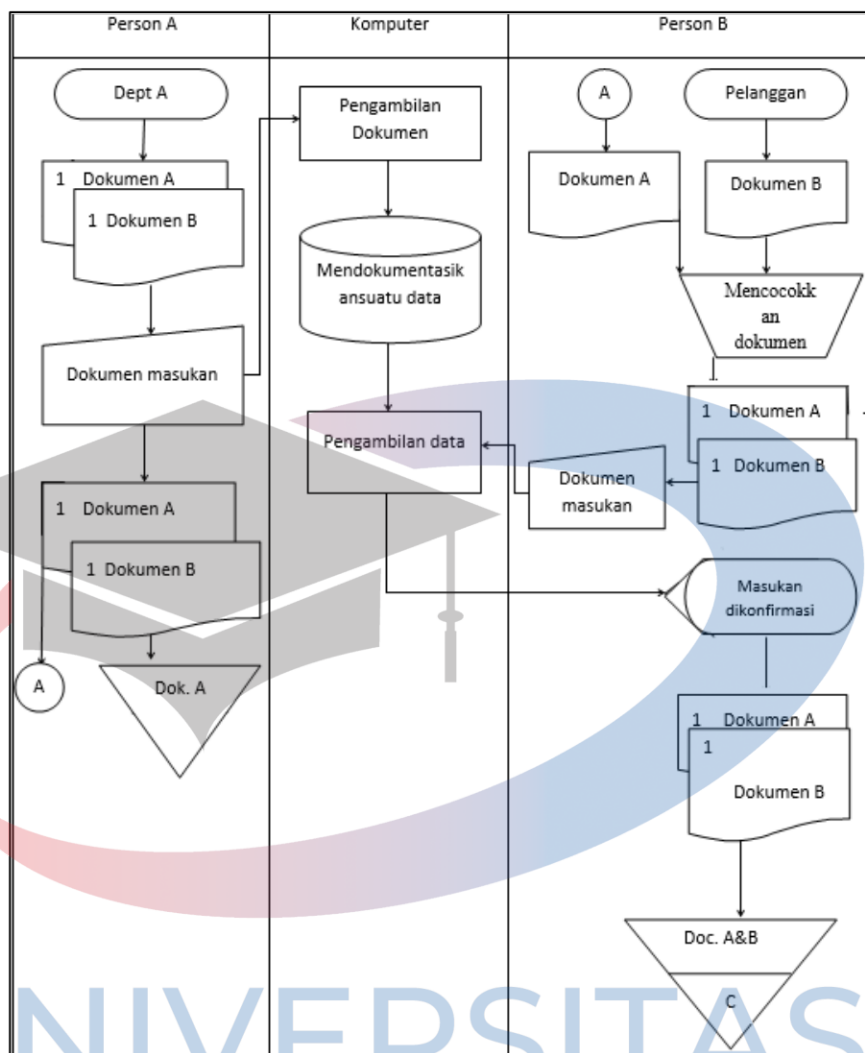 Person A
Komputer
Person B
Dept A
1 Dokumen A
1 Dokumen B
Dokumen masukan
1 Dokumen A
1 Dokumen B
A
Dok. A
Pengambilan
Dokumen
Mendokumentasik
ansuatu data
Pengambilan data
A
Pelanggan
Dokumen A
Dokumen B
Mencocokk
an
dokumen
1 Dokumen A
1 Dokumen B
Dokumen
masukan
Masukan
dikonfirmasi
1 Dokumen A
1
Dokumen B
Doc. A&B
C
NIVERSITAS